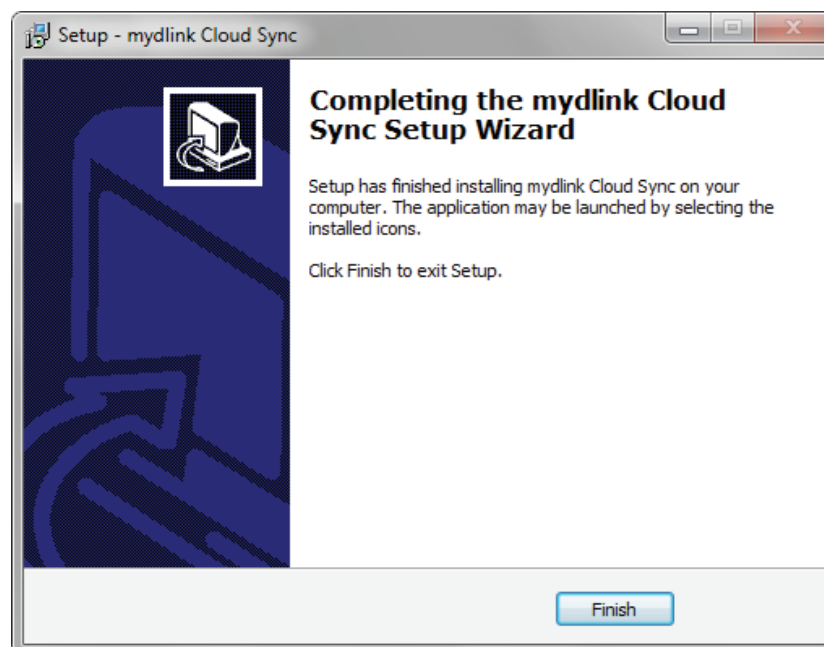 Setup - mydlink Cloud Sync
Completing the mydlink Cloud
Sync Setup Wizard
Setup has finished installing mydlink Cloud Sync on your
computer. The application may be launched by selecting the
installed icons.
Click Finish to exit Setup.
Finish